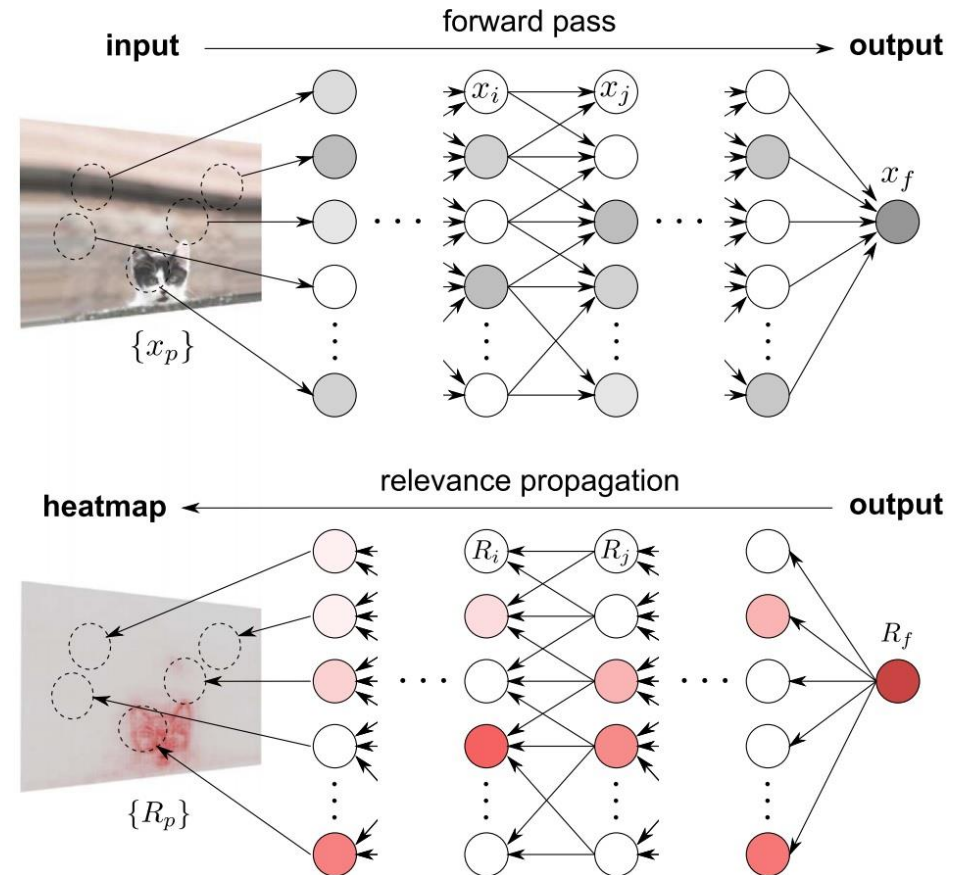 forward pass
input output
$x_i$ $x_j$
$x_f$
. . . . . .
$\{x_p\}$
relevance propagation
heatmap output
$R_i$ $R_j$
$R_f$
. . . . . .
$\{R_p\}$